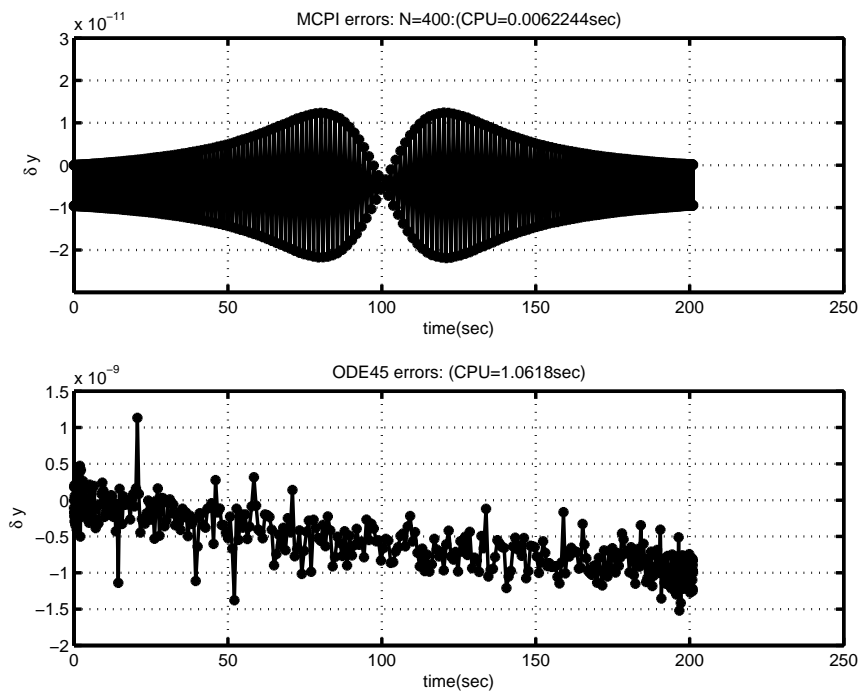 MCPI errors: N=400:(CPU=0.0062244sec)
x 10⁻¹¹
3
2
1
0
−1
−2
δ y
0 50 100 150 200 250
time(sec)
ODE45 errors: (CPU=1.0618sec)
x 10⁻⁹
1.5
1
0.5
0
−0.5
−1
−1.5
−2
δ y
0 50 100 150 200 250
time(sec)